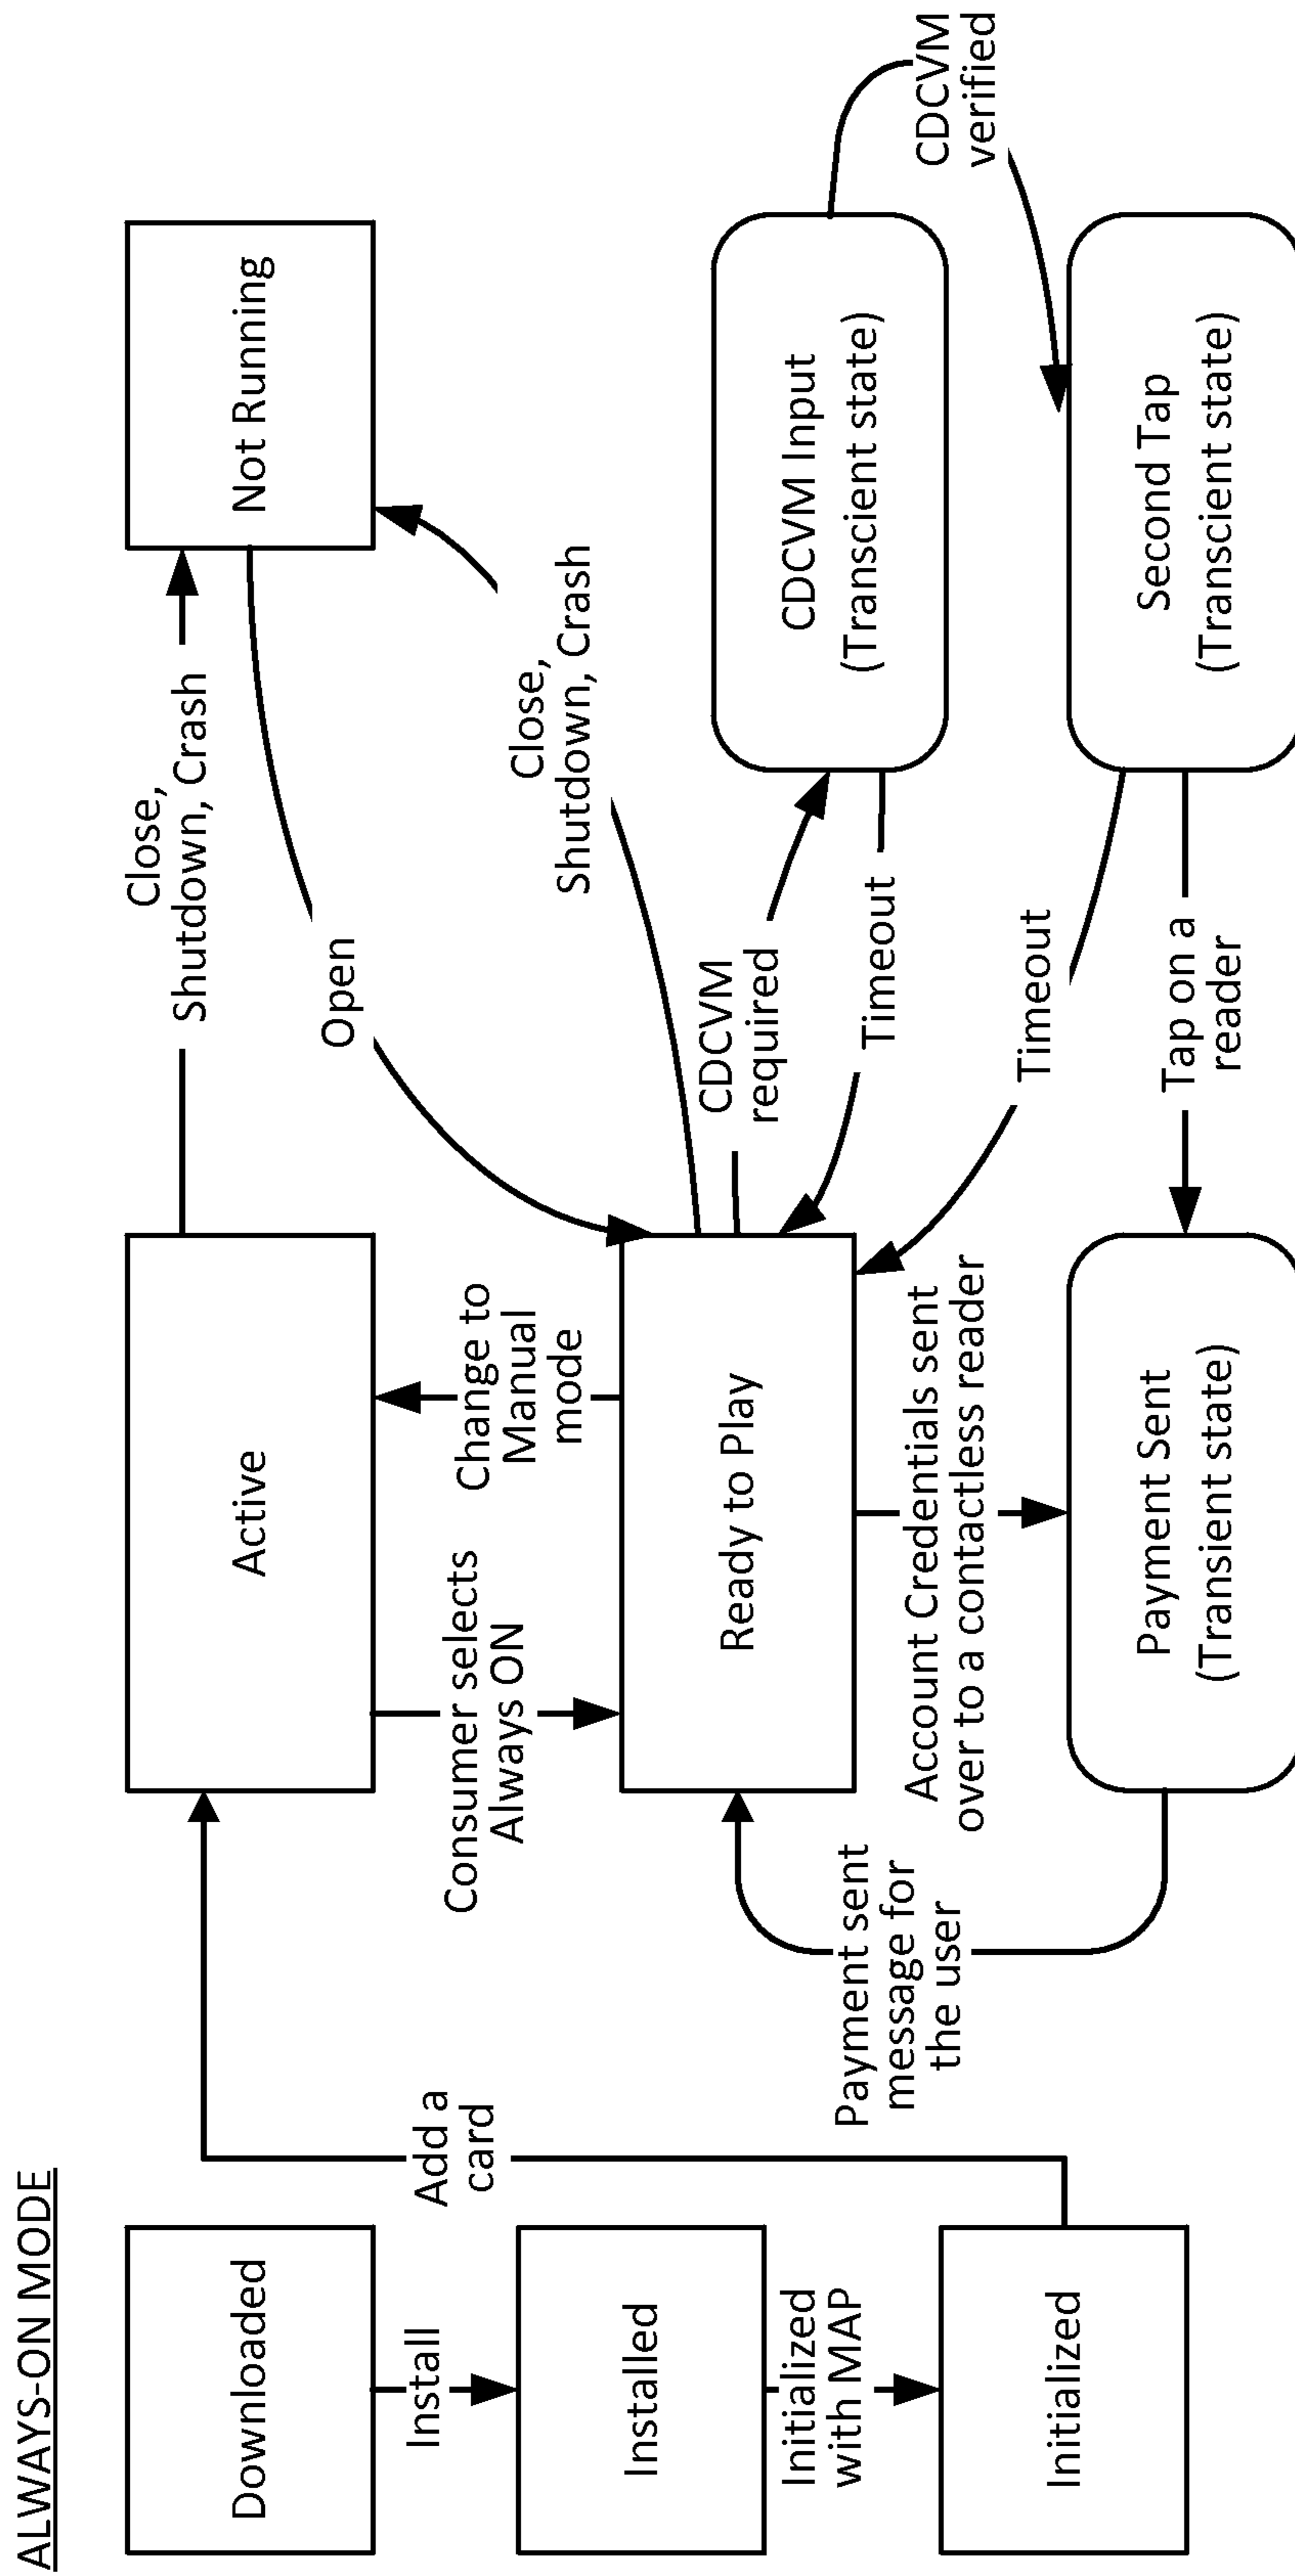 ALWAYS-ON MODE
Downloaded
Install
Installed
Initialized
with MAP
Initialized
Add a
card
Active
Close,
Shutdown, Crash
Not Running
Open
Consumer selects
Always ON
Change to
Manual
mode
Close,
Shutdown, Crash
Ready to Play
CDCVM
required
CDCVM Input
(Transcient state)
Timeout
CDCVM
verified
Payment sent
message for
the user
Account Credentials sent
over to a contactless reader
Timeout
Payment Sent
(Transient state)
Tap on a
reader
Second Tap
(Transcient state)